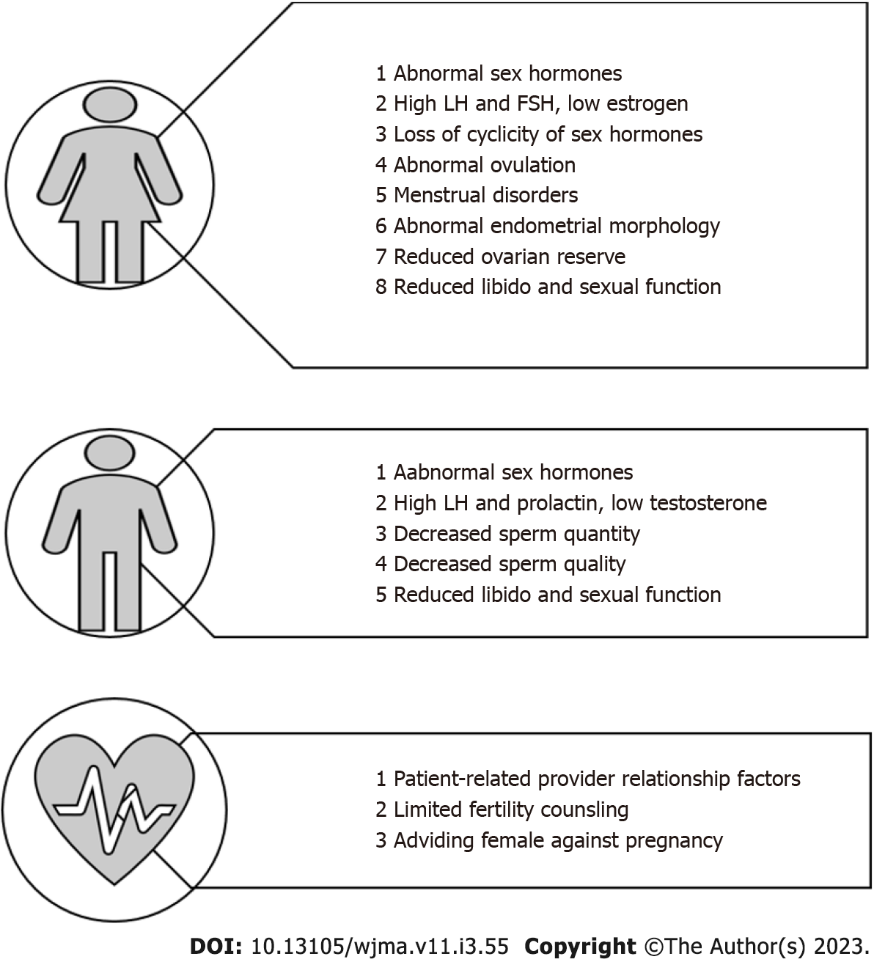 1 Abnormal sex hormones
2 High LH and FSH, low estrogen
3 Loss of cyclicity of sex hormones
4 Abnormal ovulation
5 Menstrual disorders
6 Abnormal endometrial morphology
7 Reduced ovarian reserve
8 Reduced libido and sexual function
1 Aabnormal sex hormones
2 High LH and prolactin, low testosterone
3 Decreased sperm quantity
4 Decreased sperm quality
5 Reduced libido and sexual function
1 Patient-related provider relationship factors
2 Limited fertility counsling
3 Adviding female against pregnancy
DOI: 10.13105/wjma.v11.i3.55 Copyright ©The Author(s) 2023.